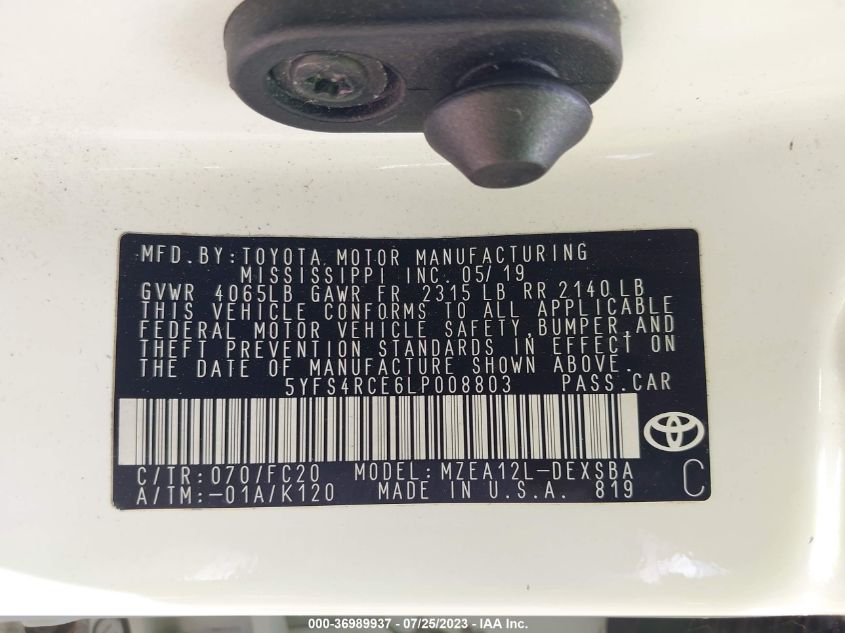 MFD. BY: TOYOTA MOTOR MANUFACTURING
MISSISSIPPI INC. 05/19
GVWR 4065LB GAWR FR 2315 LB RR 2140 LB
THIS VEHICLE CONFORMS TO ALL APPLICABLE
FEDERAL MOTOR VEHICLE SAFETY, BUMPER, AND
THEFT PREVENTION STANDARDS IN EFFECT ON
THE DATE OF MANUFACTURE SHOWN ABOVE.
5YFS4RCE6LP008803 PASS. CAR
C/TR: 070/FC20 MODEL: MZEA12L-DEXSBA
A/TM: -01A/K120 MADE IN U.S.A. 819
C
000-36989937 - 07/25/2023 - IAA Inc.